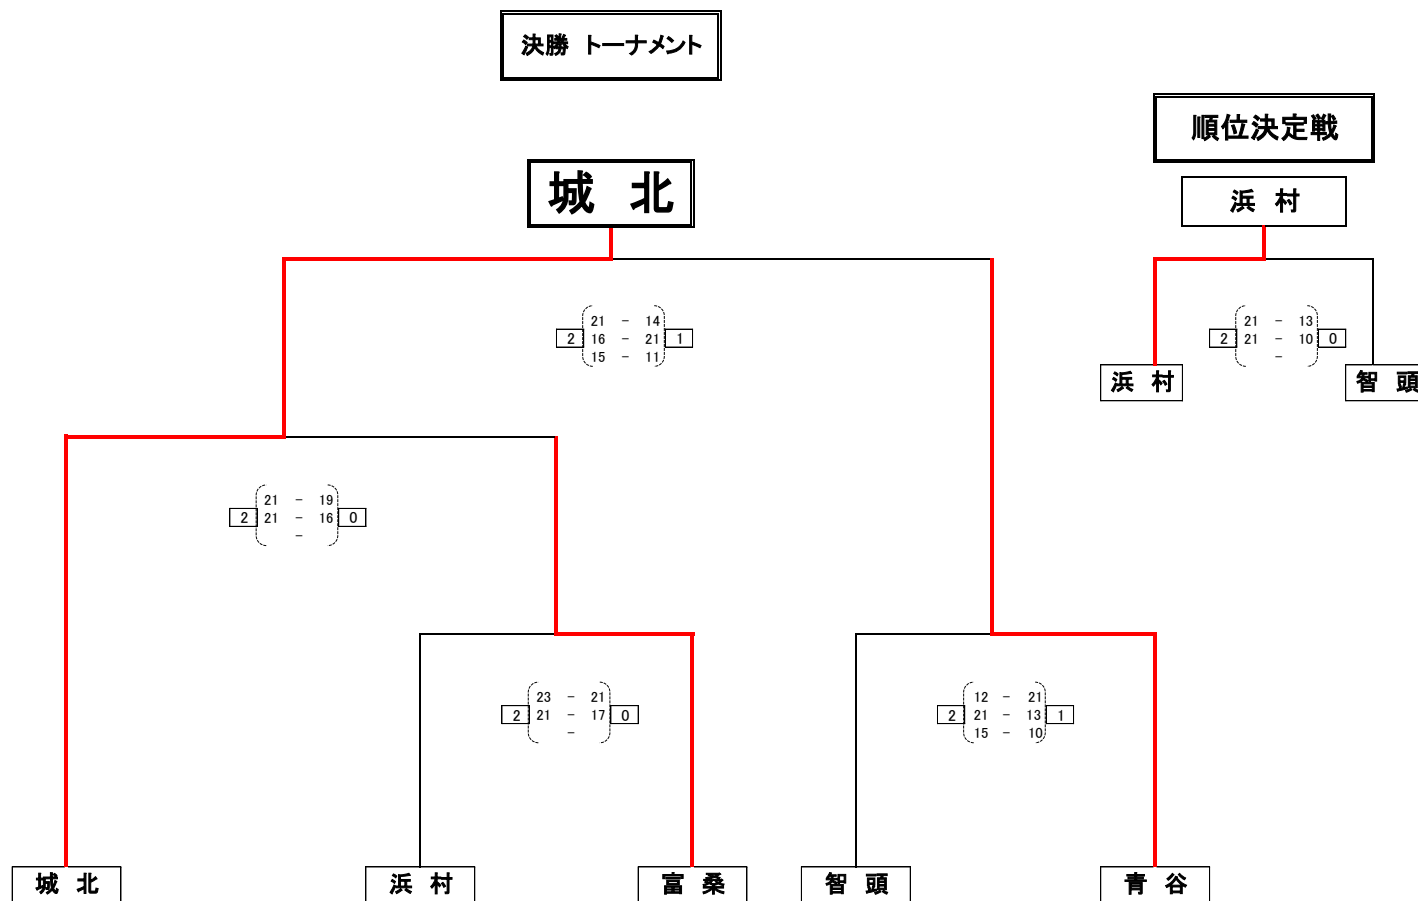 決勝 トーナメント
順位決定戦
城 北
浜 村
21 - 14
2 16 - 21 1
15 - 11
21 - 13
2 21 - 10 0
-
浜 村 智 頭
21 - 19
2 21 - 16 0
-
23 - 21
2 21 - 17 0
-
12 - 21
2 21 - 13 1
15 - 10
城 北 浜 村 富 桑 智 頭 青 谷